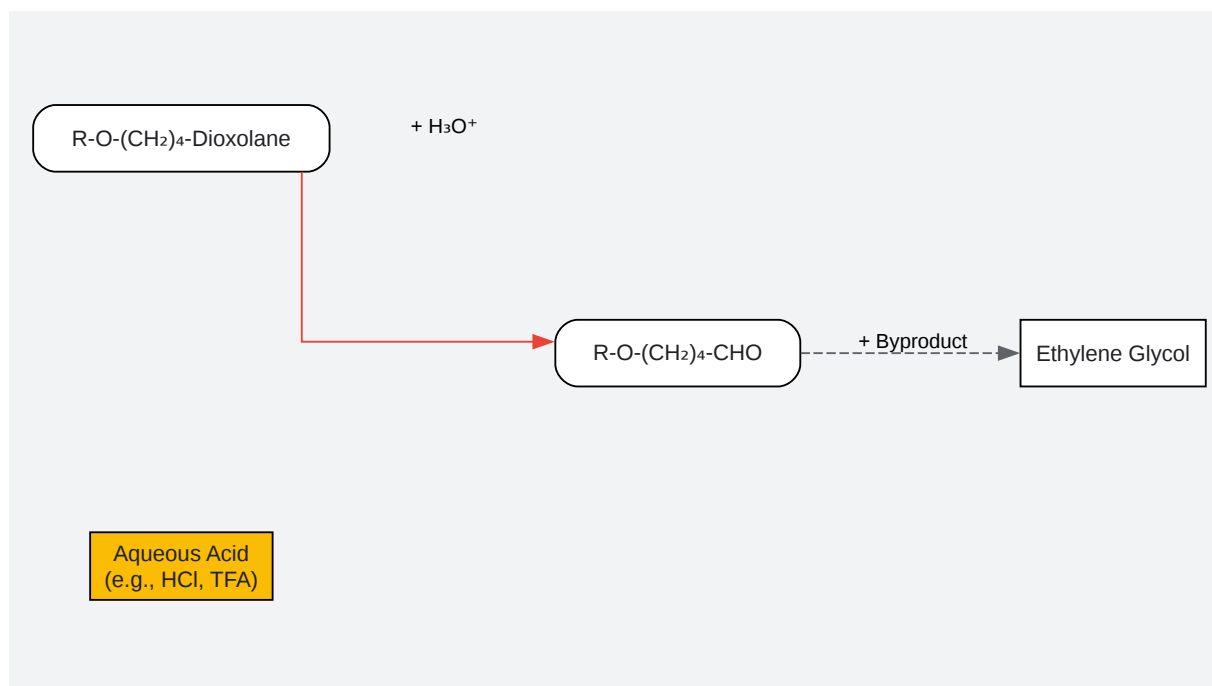 R-O-(CH₂)₄-Dioxolane
+ H₃O⁺
R-O-(CH₂)₄-CHO
+ Byproduct
Ethylene Glycol
Aqueous Acid
(e.g., HCl, TFA)